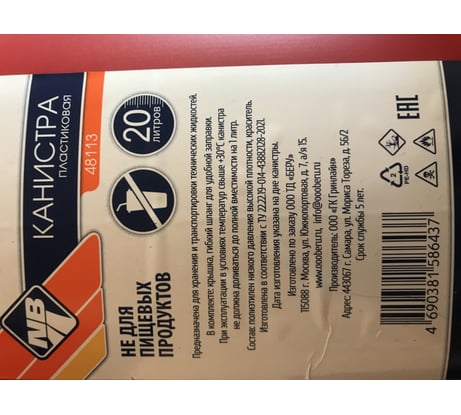 КАНИСТРА
ПЛАСТИКОВАЯ
48113
20
ЛИТРОВ
NB
НЕ ДЛЯ
ПИЩЕВЫХ
ПРОДУКТОВ
Предназначена для хранения и транспортировки технических жидкостей.
В комплекте: крышка, гибкий шланг для удобной заправки.
При эксплуатации в условиях температур свыше +30°С канистра
не должна доливаться до полной вместимости на 1 литр.
Состав: полиэтилен низкого давления высокой плотности, краситель.
Изготовлена в соответствии с ТУ 22.22.19-014-43882128-2021.
Дата изготовления указана на дне канистры.
Изготовлено по заказу ООО ТД «БЕРУ»
115088 г. Москва, ул. Южнопортовая, д. 7, а/я 15.
www.oooberu.ru, info@oooberu.ru
Производитель: ООО «ГК Гринлайн»
Адрес: 443067 г. Самара, ул. Мориса Тореза, д. 56/2
Срок службы 5 лет.
EAC
2
PE-HD
4 690381 586437